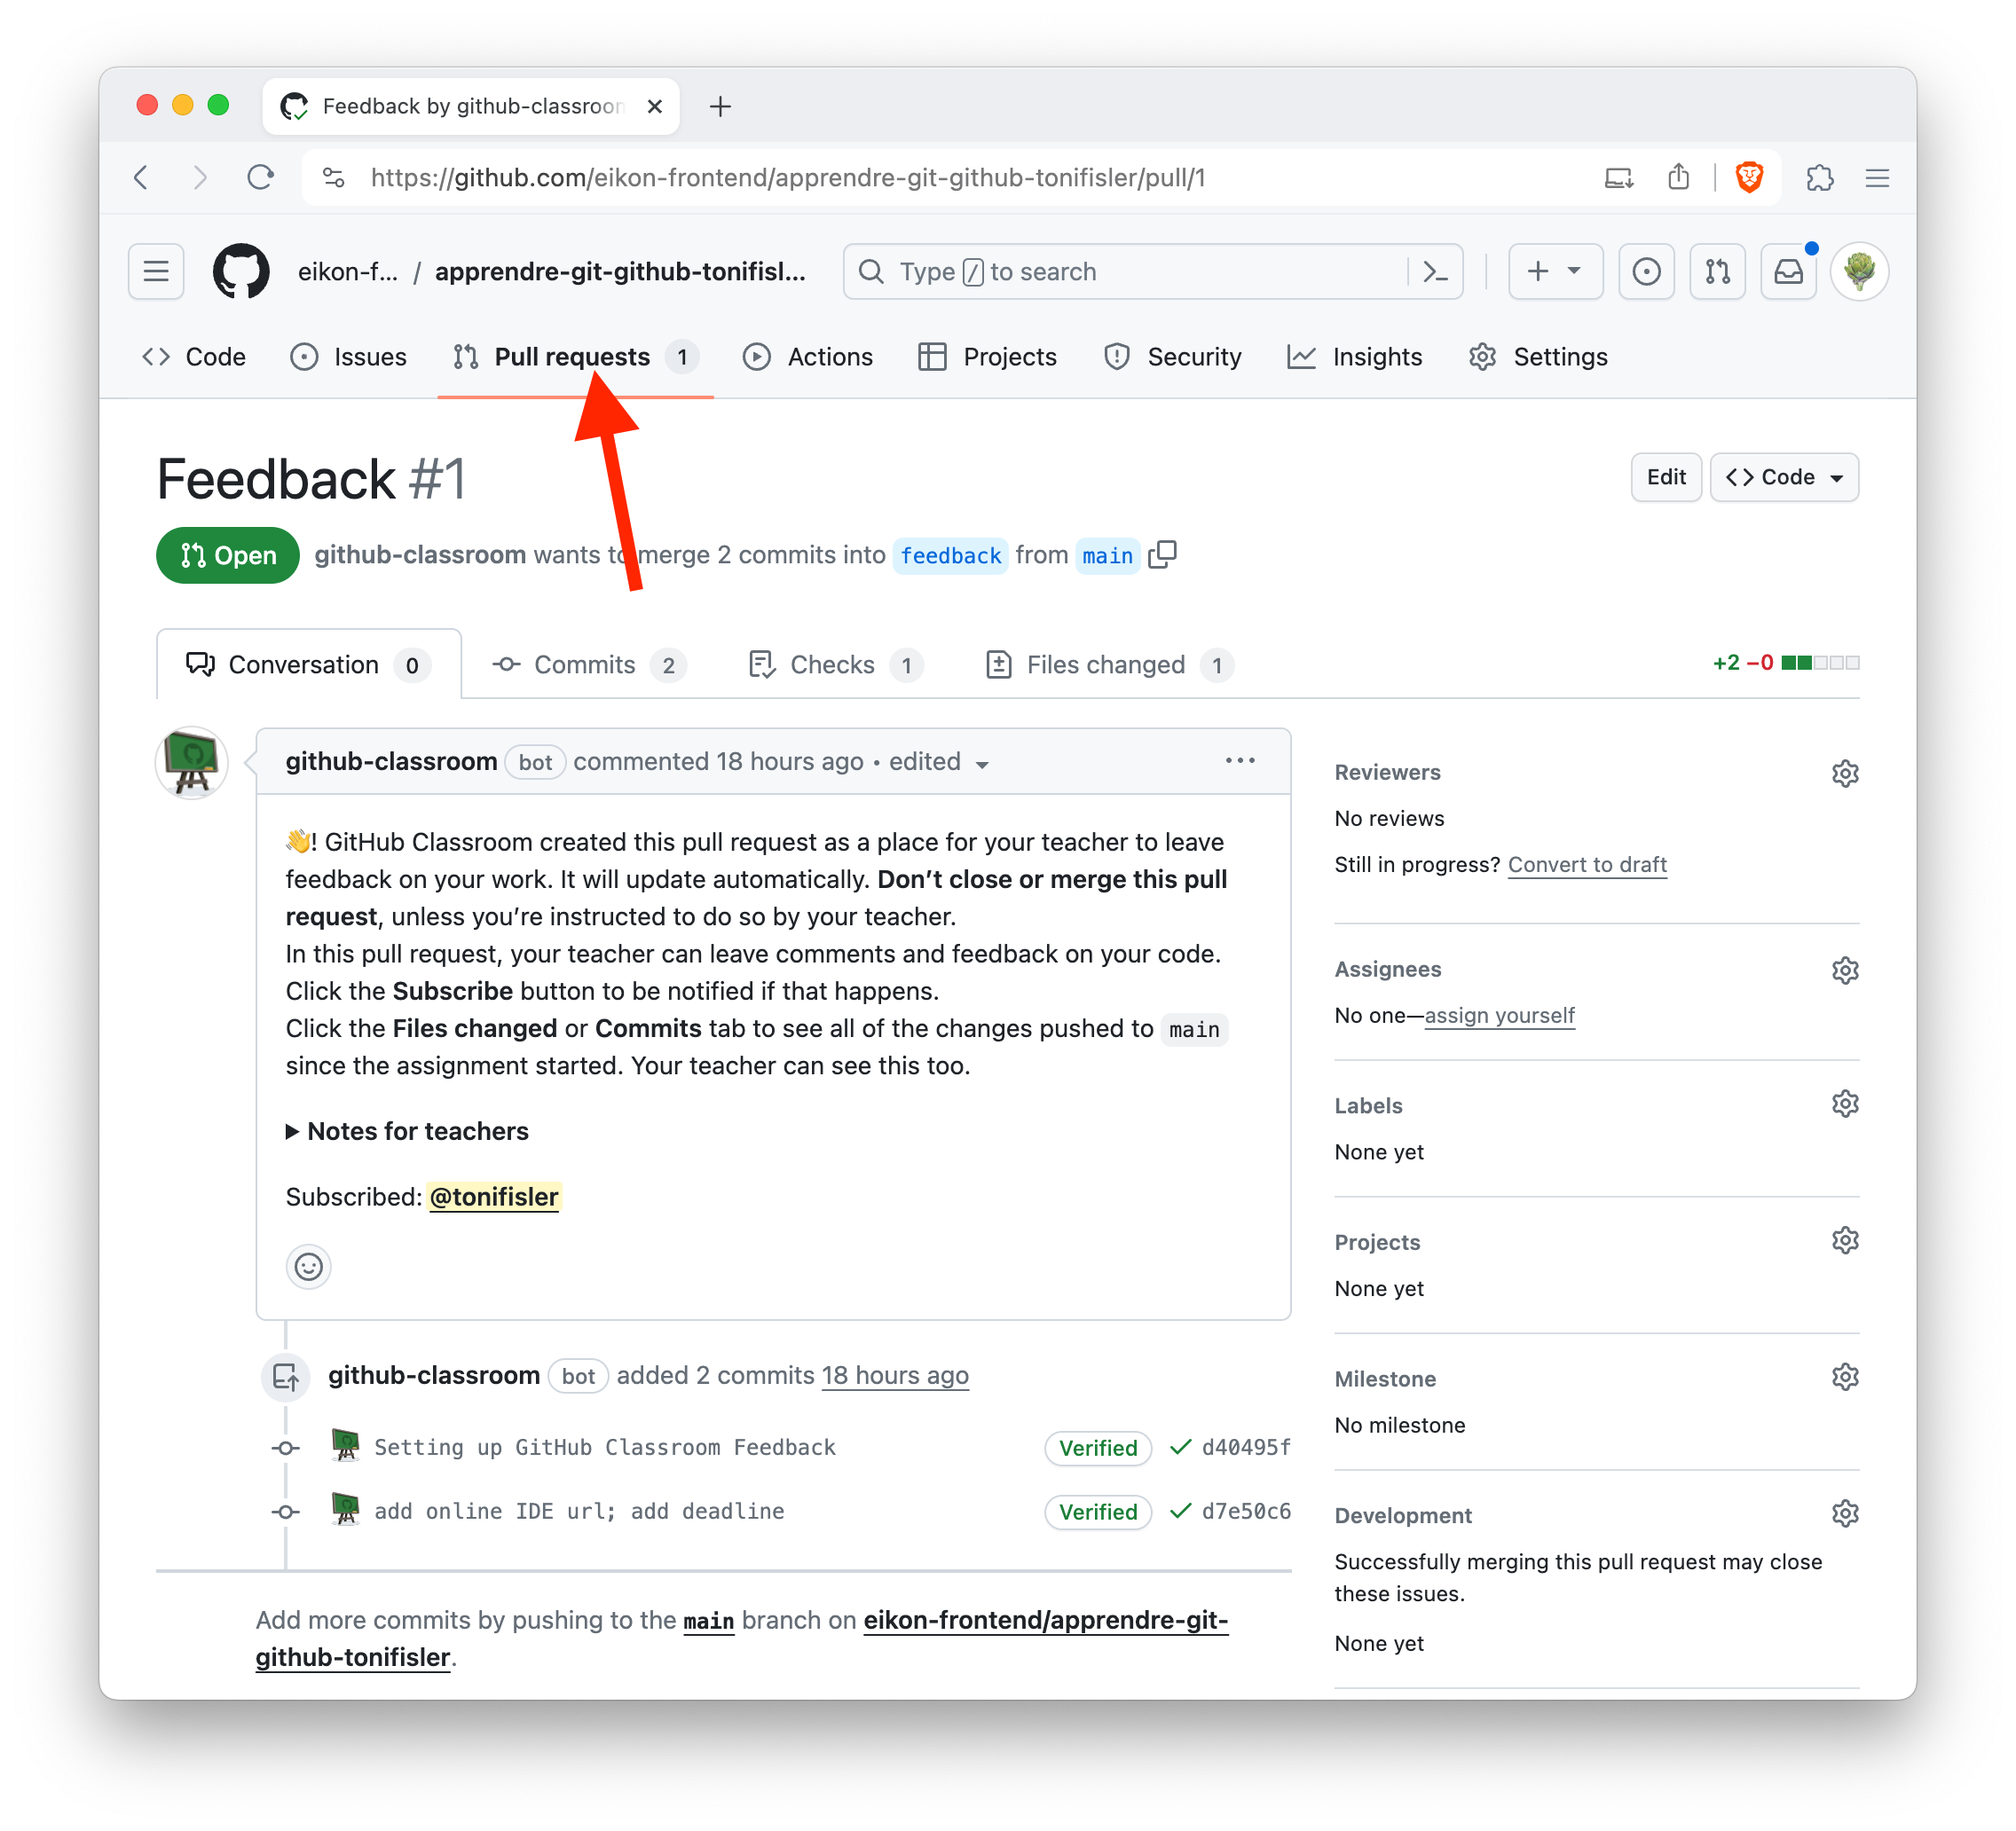 Feedback by github-classroom
https://github.com/eikon-frontend/apprendre-git-github-tonifisler/pull/1
eikon-f... / apprendre-git-github-tonifisl...
Type / to search
Code
Issues
Pull requests 1
Actions
Projects
Security
Insights
Settings
Feedback #1
Edit
Code
Open
github-classroom wants to merge 2 commits into feedback from main
Conversation 0
Commits 2
Checks 1
Files changed 1
+2 −0
github-classroom bot commented 18 hours ago • edited
👋! GitHub Classroom created this pull request as a place for your teacher to leave
feedback on your work. It will update automatically. Don’t close or merge this pull
request, unless you’re instructed to do so by your teacher.
In this pull request, your teacher can leave comments and feedback on your code.
Click the Subscribe button to be notified if that happens.
Click the Files changed or Commits tab to see all of the changes pushed to main
since the assignment started. Your teacher can see this too.
Notes for teachers
Subscribed: @tonifisler
github-classroom bot added 2 commits 18 hours ago
Setting up GitHub Classroom Feedback Verified d40495f
add online IDE url; add deadline Verified d7e50c6
Add more commits by pushing to the main branch on eikon-frontend/apprendre-git-
github-tonifisler.
Reviewers
No reviews
Still in progress? Convert to draft
Assignees
No one—assign yourself
Labels
None yet
Projects
None yet
Milestone
No milestone
Development
Successfully merging this pull request may close
these issues.
None yet